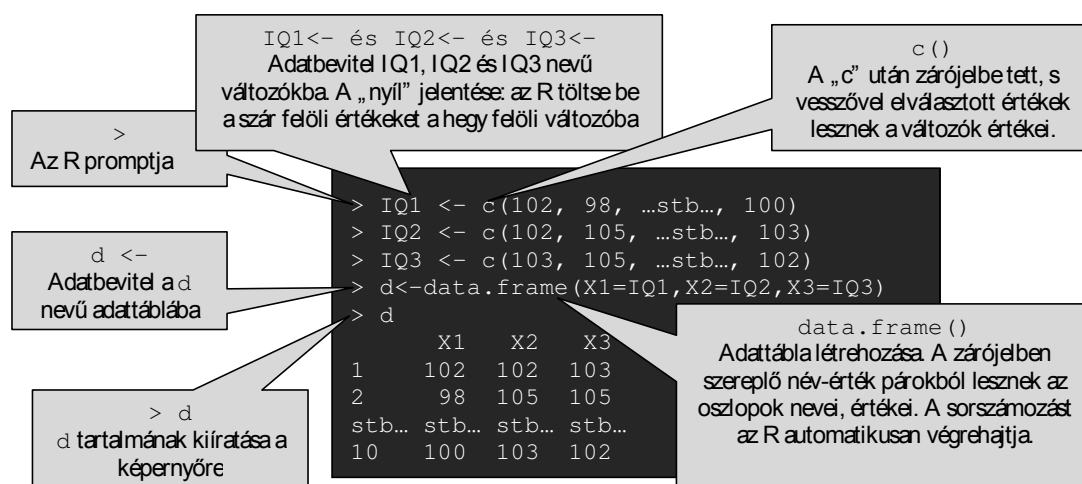 IQ1<- és IQ2<- és IQ3<-
Adatbevitel IQ1, IQ2 és IQ3 nevű
változókba. A „nyíl” jelentése: az R töltse be
a szár felöli értékeket a hegy felöli változóba
c()
A „c” után zárójelbe tett, s
vesszővel elválasztott értékek
lesznek a változók értékei.
>
Az R promptja
> IQ1 <- c(102, 98, …stb…, 100)
> IQ2 <- c(102, 105, …stb…, 103)
> IQ3 <- c(103, 105, …stb…, 102)
> d<-data.frame(X1=IQ1,X2=IQ2,X3=IQ3)
> d
X1 X2 X3
1 102 102 103
2 98 105 105
stb… stb… stb… stb…
10 100 103 102
d <-
Adatbevitel a d
nevű adattáblába
> d
d tartalmának kiíratása a
képernyőre
data.frame()
Adattábla létrehozása. A zárójelben
szereplő név-érték párokból lesznek az
oszlopok nevei, értékei. A sorszámozást
az R automatikusan végrehajtja.